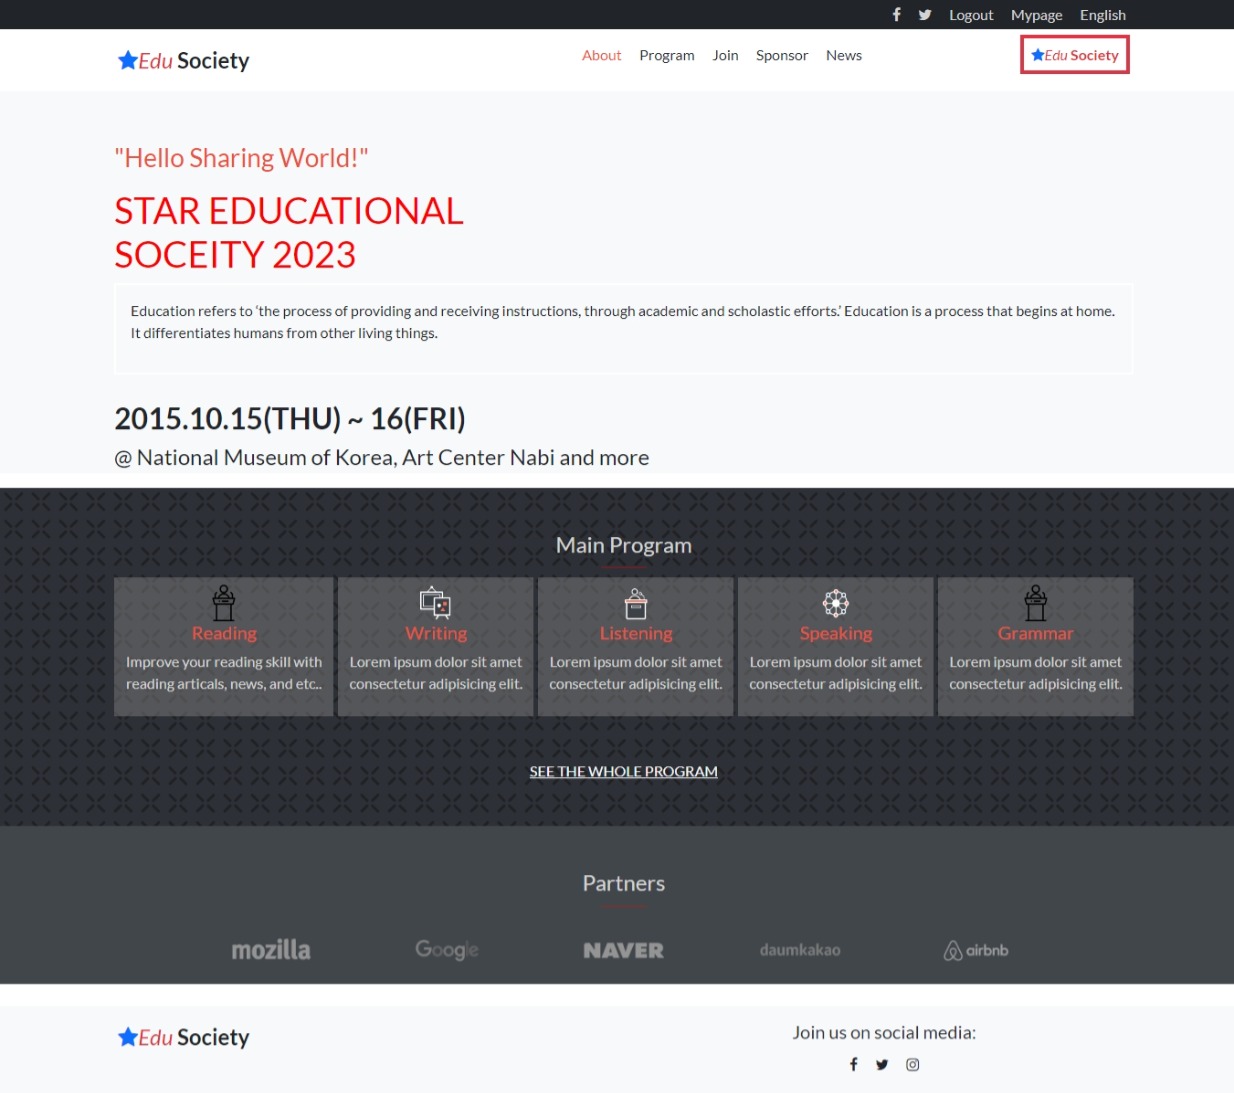 Logout Mypage English
Edu Society
About Program Join Sponsor News
Edu Society
"Hello Sharing World!"
STAR EDUCATIONAL
SOCEITY 2023
Education refers to ‘the process of providing and receiving instructions, through academic and scholastic efforts.’ Education is a process that begins at home.
It differentiates humans from other living things.
2015.10.15(THU) ~ 16(FRI)
@ National Museum of Korea, Art Center Nabi and more
Main Program
Reading
Improve your reading skill with
reading articals, news, and etc..
Writing
Lorem ipsum dolor sit amet
consectetur adipisicing elit.
Listening
Lorem ipsum dolor sit amet
consectetur adipisicing elit.
Speaking
Lorem ipsum dolor sit amet
consectetur adipisicing elit.
Grammar
Lorem ipsum dolor sit amet
consectetur adipisicing elit.
SEE THE WHOLE PROGRAM
Partners
mozilla Google NAVER daumkakao airbnb
Edu Society
Join us on social media: